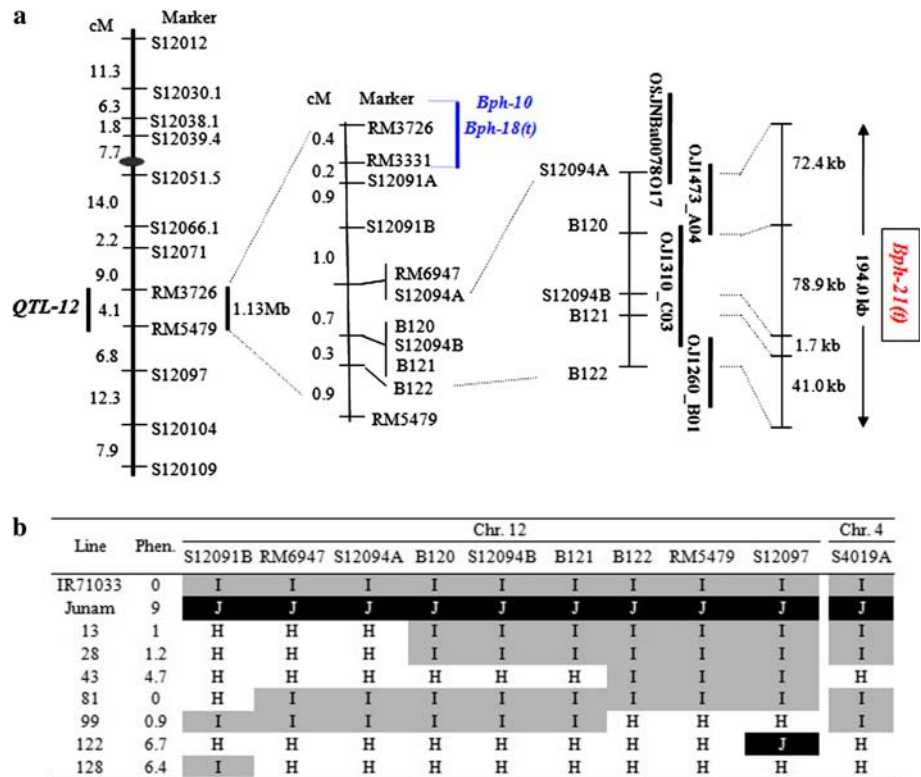 a
cM Marker
S12012
11.3
S12030.1
6.3
S12038.1
1.8
S12039.4
7.7
S12051.5
14.0
S12066.1
2.2
S12071
9.0
RM3726
QTL-12
4.1
1.13Mb
RM5479
6.8
S12097
12.3
S120104
7.9
S120109
cM Marker
Bph-10
Bph-18(t)
RM3726
0.4
RM3331
0.2
S12091A
0.9
S12091B
1.0
RM6947
S12094A
0.7
B120
S12094B
0.3
B121
B122
0.9
RM5479
S12094A
B120
S12094B
B121
B122
OSJNBa0078O17
OJ1473_A04
OJ1310_C03
OJ1260_B01
72.4 kb
78.9 kb
1.7 kb
41.0 kb
194.0 kb
Bph-21(t)
b
Line Phen. Chr. 12 Chr. 4
S12091B RM6947 S12094A B120 S12094B B121 B122 RM5479 S12097 S4019A
IR71033 0 I I I I I I I I I I
Junam 9 J J J J J J J J J J
13 1 H H H I I I I I I I
28 1.2 H H H I I I I I I I
43 4.7 H H H H H H I I I H
81 0 H I I I I I I I I I
99 0.9 I I I I I I H H H I
122 6.7 H H H H H H H H J H
128 6.4 I H H H H H H H H H